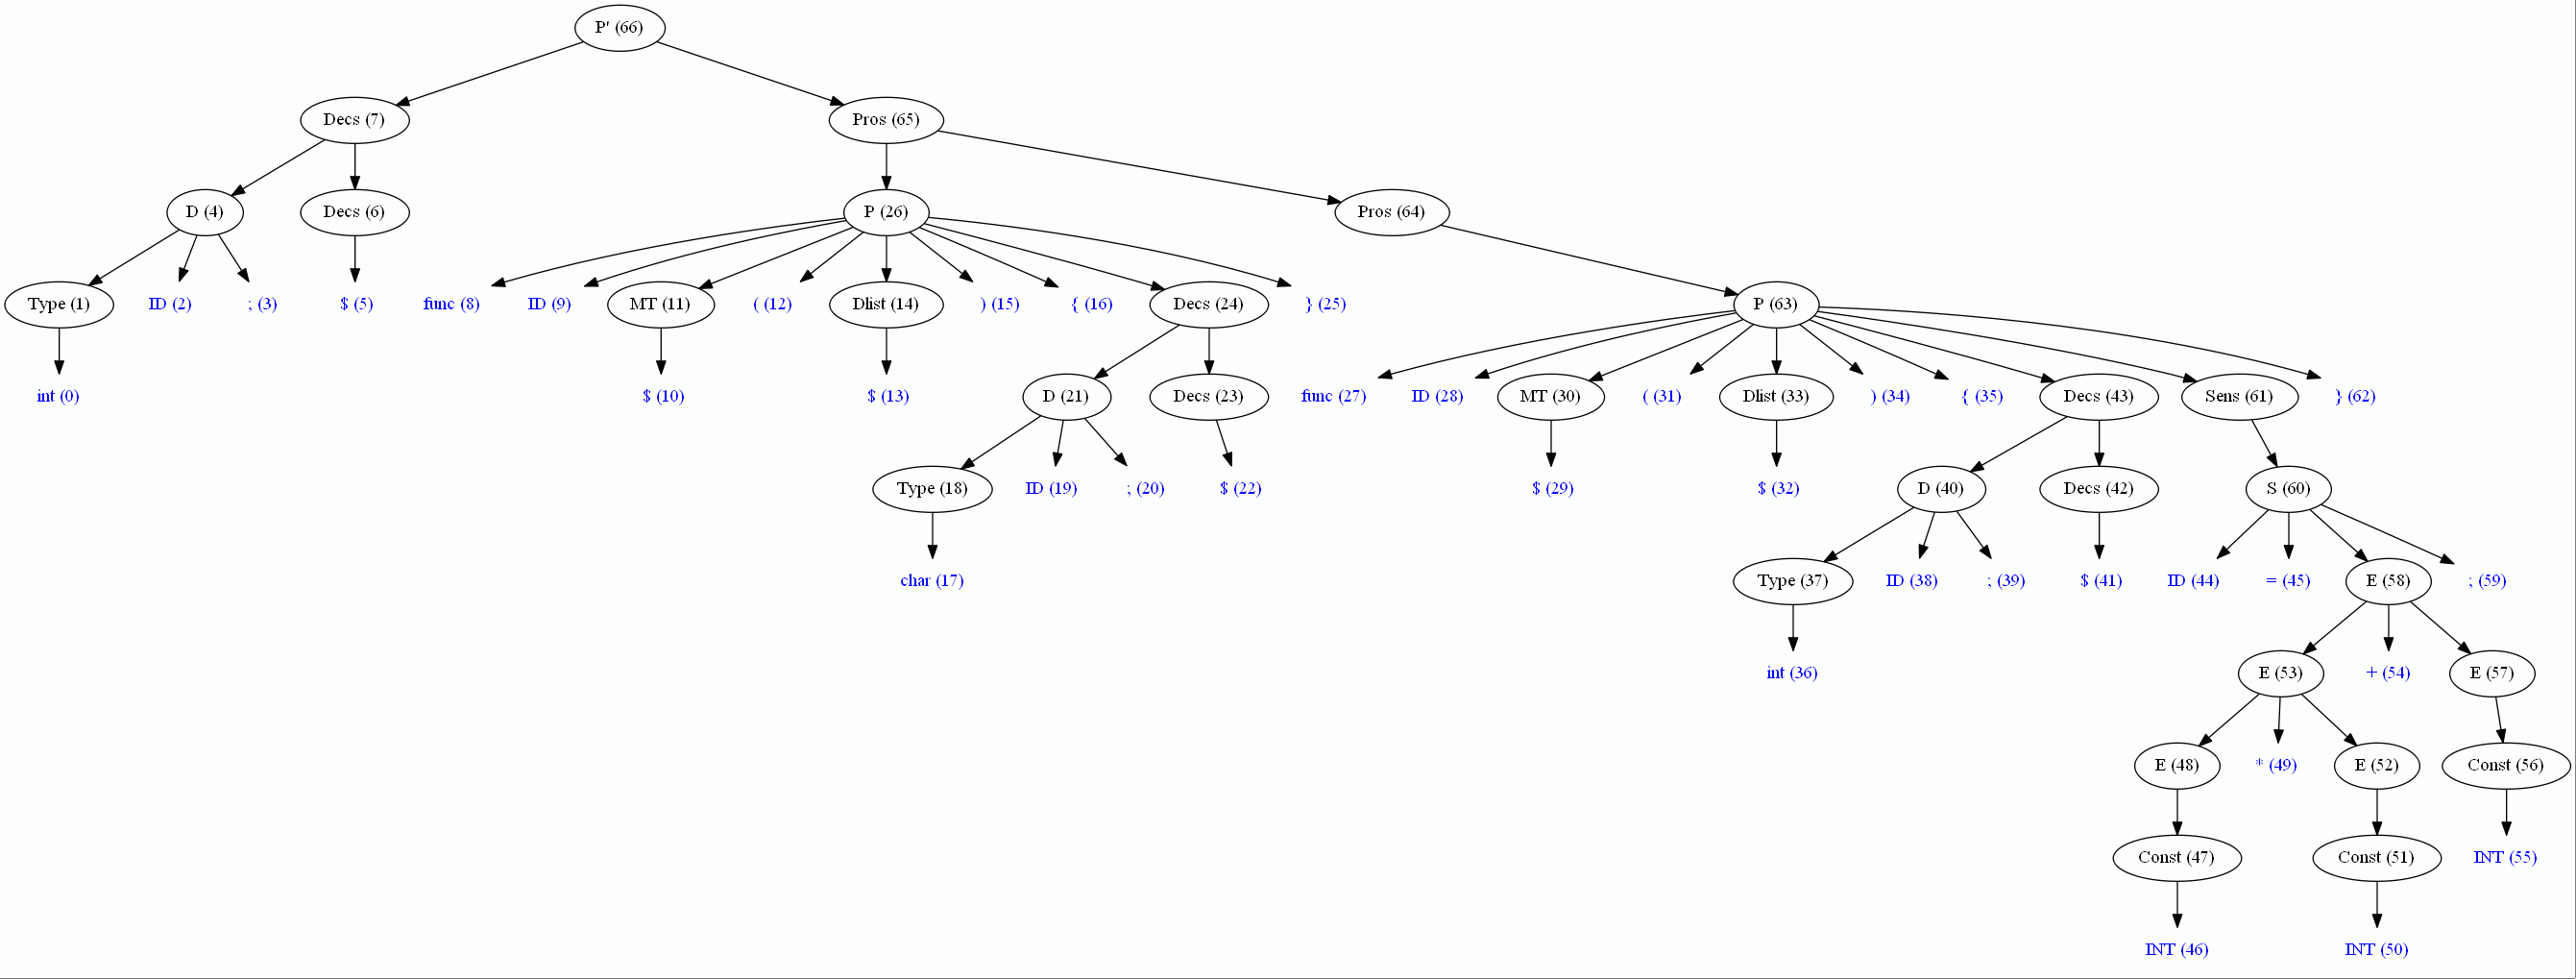 P' (66)
Decs (7)
Pros (65)
D (4)
Decs (6)
P (26)
Pros (64)
Type (1)
ID (2)
; (3)
$ (5)
func (8)
ID (9)
MT (11)
( (12)
Dlist (14)
) (15)
{ (16)
Decs (24)
} (25)
P (63)
int (0)
$ (10)
$ (13)
D (21)
Decs (23)
func (27)
ID (28)
MT (30)
( (31)
Dlist (33)
) (34)
{ (35)
Decs (43)
Sens (61)
} (62)
Type (18)
ID (19)
; (20)
$ (22)
$ (29)
$ (32)
D (40)
Decs (42)
S (60)
char (17)
Type (37)
ID (38)
; (39)
$ (41)
ID (44)
= (45)
E (58)
; (59)
int (36)
E (53)
+ (54)
E (57)
E (48)
* (49)
E (52)
Const (56)
Const (47)
Const (51)
INT (55)
INT (46)
INT (50)